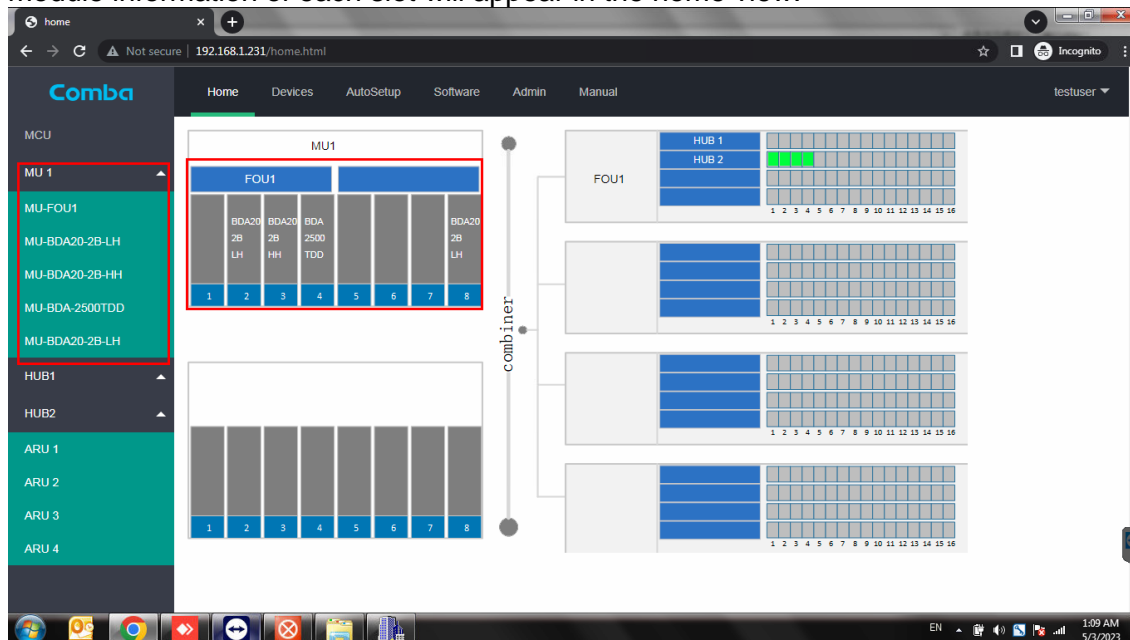 home
Not secure
192.168.1.231/home.html
Incognito
Comba
Home Devices AutoSetup Software Admin Manual
testuser
MCU
MU 1
MU-FOU1
MU-BDA20-2B-LH
MU-BDA20-2B-HH
MU-BDA-2500TDD
MU-BDA20-2B-LH
HUB1
HUB2
ARU 1
ARU 2
ARU 3
ARU 4
MU1
FOU1
BDA20 BDA20 BDA BDA20
2B 2B 2500 2B
LH HH TDD LH
1 2 3 4 5 6 7 8
1 2 3 4 5 6 7 8
combiner
FOU1
HUB 1
HUB 2
1 2 3 4 5 6 7 8 9 10 11 12 13 14 15 16
1 2 3 4 5 6 7 8 9 10 11 12 13 14 15 16
1 2 3 4 5 6 7 8 9 10 11 12 13 14 15 16
1 2 3 4 5 6 7 8 9 10 11 12 13 14 15 16
EN
1:09 AM
5/3/2023